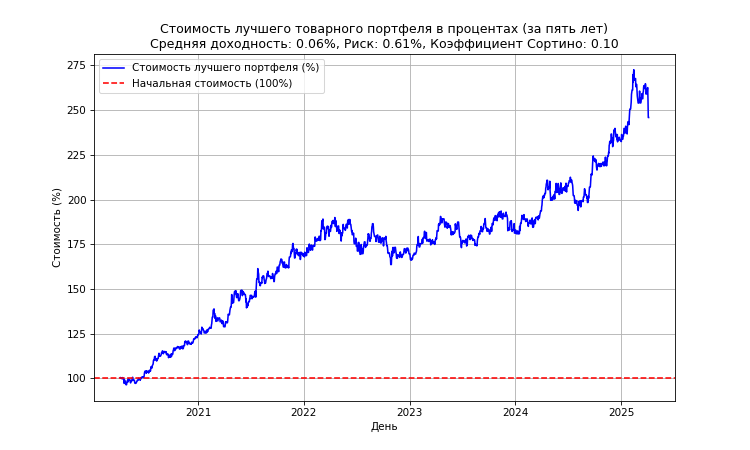 Стоимость лучшего товарного портфеля в процентах (за пять лет)
Средняя доходность: 0.06%, Риск: 0.61%, Коэффициент Сортино: 0.10
Стоимость лучшего портфеля (%)
Начальная стоимость (100%)
Стоимость (%)
275
250
225
200
175
150
125
100
2021
2022
2023
2024
2025
День